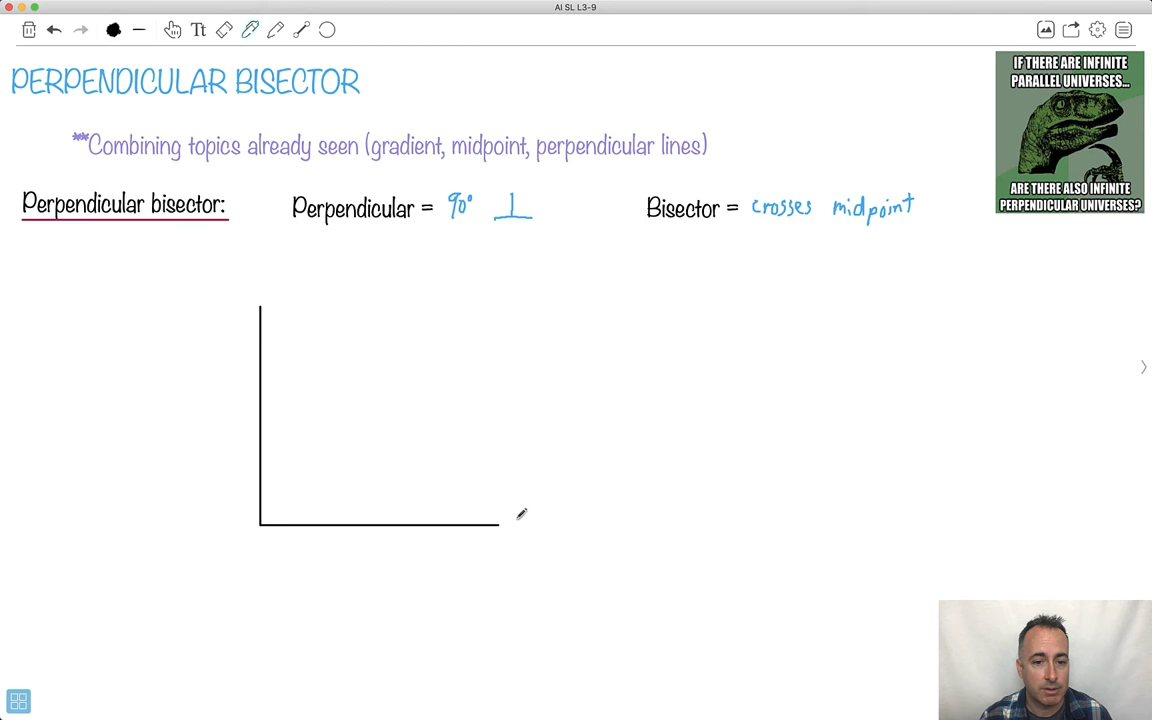 AI SL L3-9
Tt
PERPENDICULAR BISECTOR
***Combining topics already seen (gradient, midpoint, perpendicular lines)
Perpendicular bisector: Perpendicular = 90° ⊥ Bisector = crosses midpoint
IF THERE ARE INFINITE
PARALLEL UNIVERSES...
ARE THERE ALSO INFINITE
PERPENDICULAR UNIVERSES?